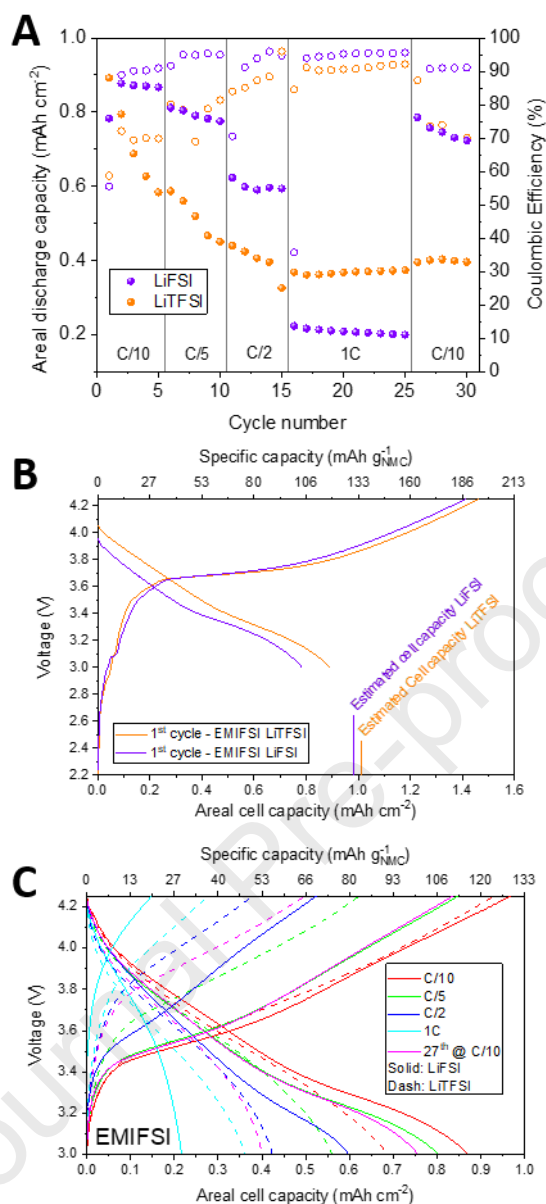 A
Areal discharge capacity (mAh cm⁻²)
1.0
0.8
0.6
0.4
0.2
100
90
80
70
60
50
40
30
20
10
0
Coulombic Efficiency (%)
LiFSI
LiTFSI
C/10
C/5
C/2
1C
C/10
0
5
10
15
20
25
30
Cycle number
B
Specific capacity (mAh g⁻¹NMC)
0
27
53
80
106
133
160
186
213
Voltage (V)
4.2
4.0
3.8
3.6
3.4
3.2
3.0
2.8
2.6
2.4
2.2
Estimated cell capacity LiFSI
Estimated Cell capacity LiTFSI
1st cycle - EMIFSI LiTFSI
1st cycle - EMIFSI LiFSI
0.0
0.2
0.4
0.6
0.8
1.0
1.2
1.4
1.6
Areal cell capacity (mAh cm⁻²)
C
Specific capacity (mAh g⁻¹NMC)
0
13
27
40
53
66
80
93
106
120
133
Voltage (V)
4.2
4.0
3.8
3.6
3.4
3.2
3.0
C/10
C/5
C/2
1C
27th @ C/10
Solid: LiFSI
Dash: LiTFSI
EMIFSI
0.0
0.1
0.2
0.3
0.4
0.5
0.6
0.7
0.8
0.9
1.0
Areal cell capacity (mAh cm⁻²)
Journal Pre-proo